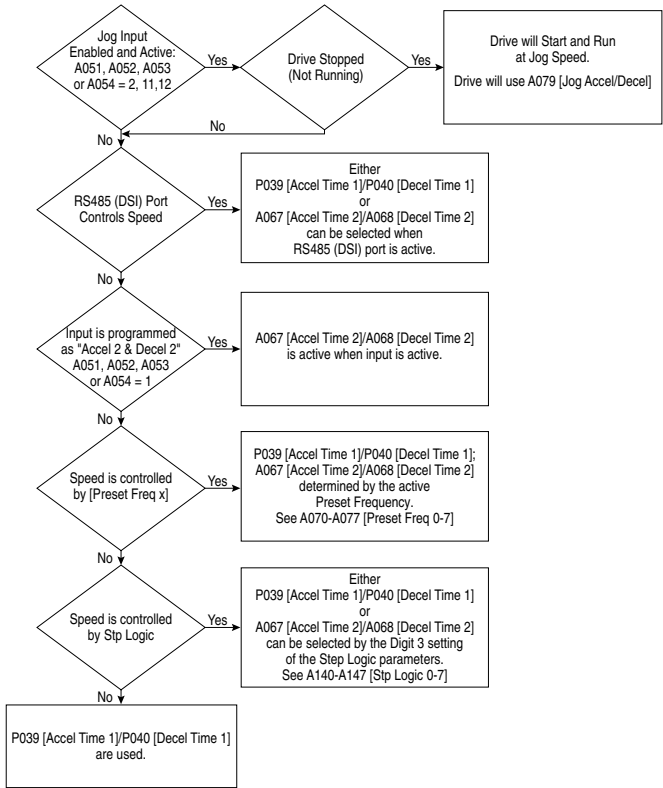 Jog Input
Enabled and Active:
A051, A052, A053
or A054 = 2, 11,12
Yes
Drive Stopped
(Not Running)
Yes
Drive will Start and Run
at Jog Speed.
Drive will use A079 [Jog Accel/Decel]
No
No
RS485 (DSI) Port
Controls Speed
Yes
Either
P039 [Accel Time 1]/P040 [Decel Time 1]
or
A067 [Accel Time 2]/A068 [Decel Time 2]
can be selected when
RS485 (DSI) port is active.
No
Input is programmed
as "Accel 2 & Decel 2"
A051, A052, A053
or A054 = 1
Yes
A067 [Accel Time 2]/A068 [Decel Time 2]
is active when input is active.
No
Speed is controlled
by [Preset Freq x]
Yes
P039 [Accel Time 1]/P040 [Decel Time 1];
A067 [Accel Time 2]/A068 [Decel Time 2]
determined by the active
Preset Frequency.
See A070-A077 [Preset Freq 0-7]
No
Speed is controlled
by Stp Logic
Yes
Either
P039 [Accel Time 1]/P040 [Decel Time 1]
or
A067 [Accel Time 2]/A068 [Decel Time 2]
can be selected by the Digit 3 setting
of the Step Logic parameters.
See A140-A147 [Stp Logic 0-7]
No
P039 [Accel Time 1]/P040 [Decel Time 1]
are used.